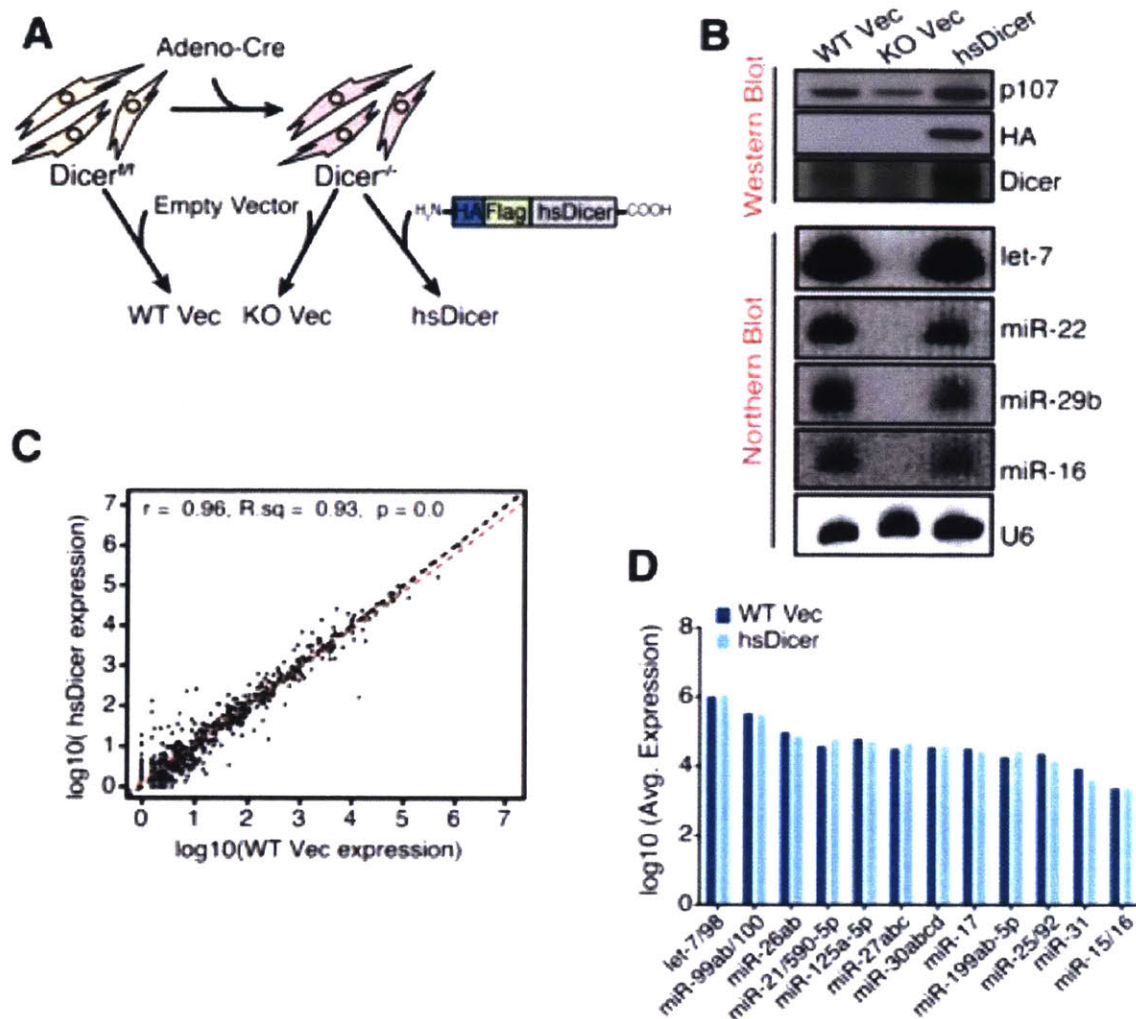 A
Adeno-Cre
Dicerf/f
Dicer-/-
Empty Vector
H2N
HA
Flag
hsDicer
COOH
WT Vec
KO Vec
hsDicer
B
WT Vec
KO Vec
hsDicer
Western Blot
p107
HA
Dicer
Northern Blot
let-7
miR-22
miR-29b
miR-16
U6
C
r = 0.96, R.sq = 0.93, p = 0.0
log10( hsDicer expression)
7
6
5
4
3
2
1
0
0 1 2 3 4 5 6 7
log10(WT Vec expression)
D
WT Vec
hsDicer
log10 (Avg. Expression)
8
6
4
2
0
let-7/98
miR-99ab/100
miR-26ab
miR-21/590-5p
miR-125a-5p
miR-27abc
miR-30abcd
miR-17
miR-199ab-5p
miR-25/92
miR-31
miR-15/16